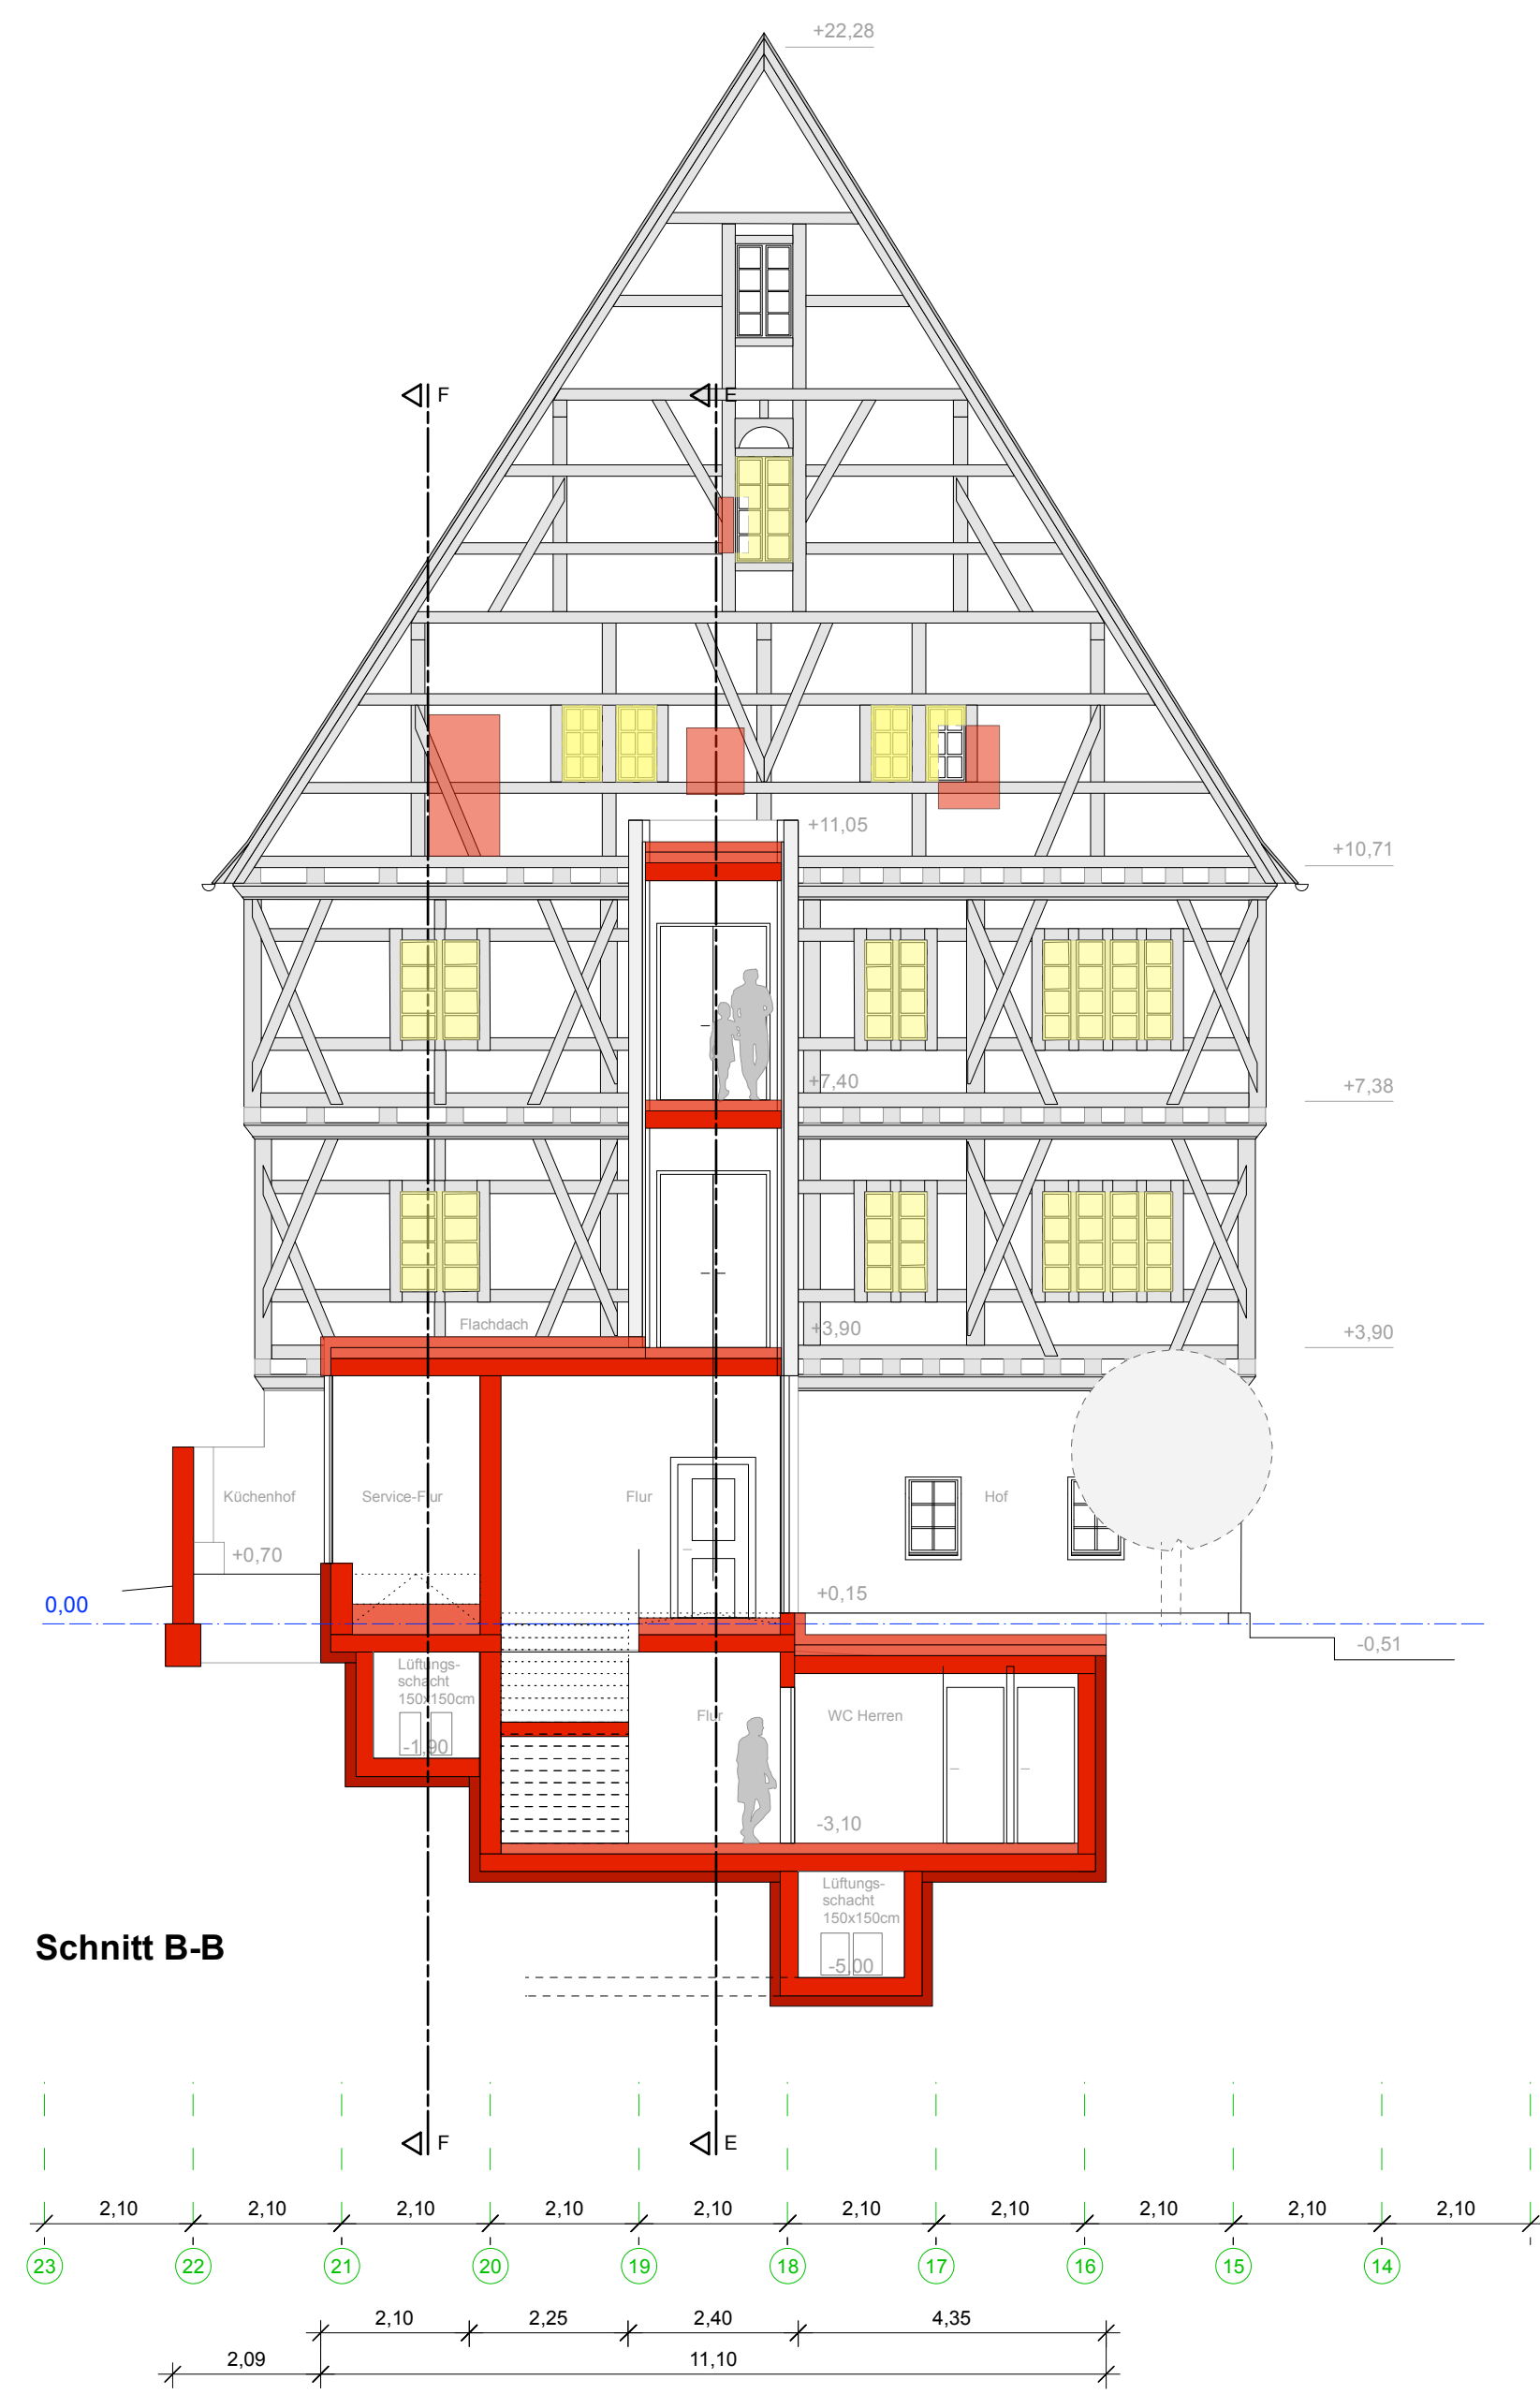 +22,28
F
E
+11,05
+10,71
+7,40
+7,38
Flachdach
+3,90
+3,90
Küchenhof
Service-Flur
Flur
Hof
+0,70
0,00
+0,15
-0,51
Lüftungs-
schacht
150x150cm
-1,90
Flur
WC Herren
-3,10
Lüftungs-
schacht
150x150cm
-5,00
Schnitt B-B
F
E
2,10 2,10 2,10 2,10 2,10 2,10 2,10 2,10 2,10 2,10
23 22 21 20 19 18 17 16 15 14
2,10 2,25 2,40 4,35
2,09 11,10